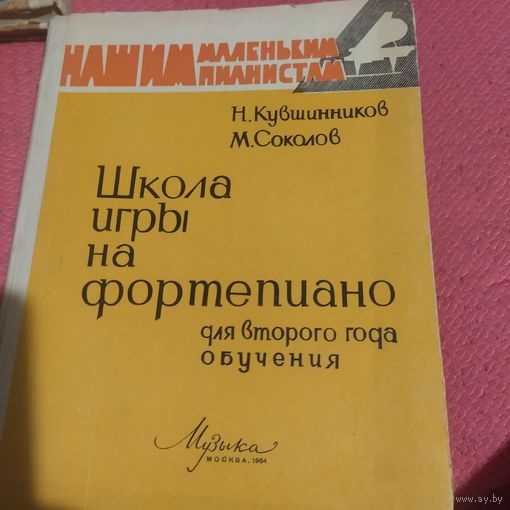 НАШИМ МАЛЕНЬКИМ
ПИАНИСТАМ
Н. Кувшинников
М. Соколов
Школа
игры
на
фортепиано
для второго года
обучения
Музыка
МОСКВА, 1964
www.ay.by